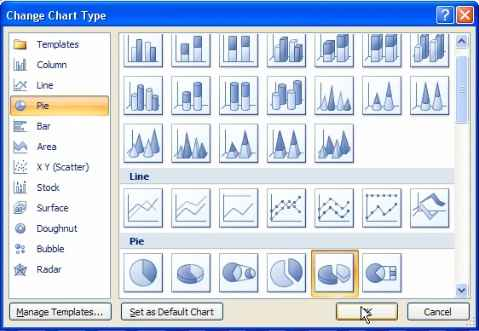 Change Chart Type
Templates
Column
Line
Pie
Bar
Area
X Y (Scatter)
Stock
Surface
Doughnut
Bubble
Radar
Line
Pie
Manage Templates...
Set as Default Chart
Cancel